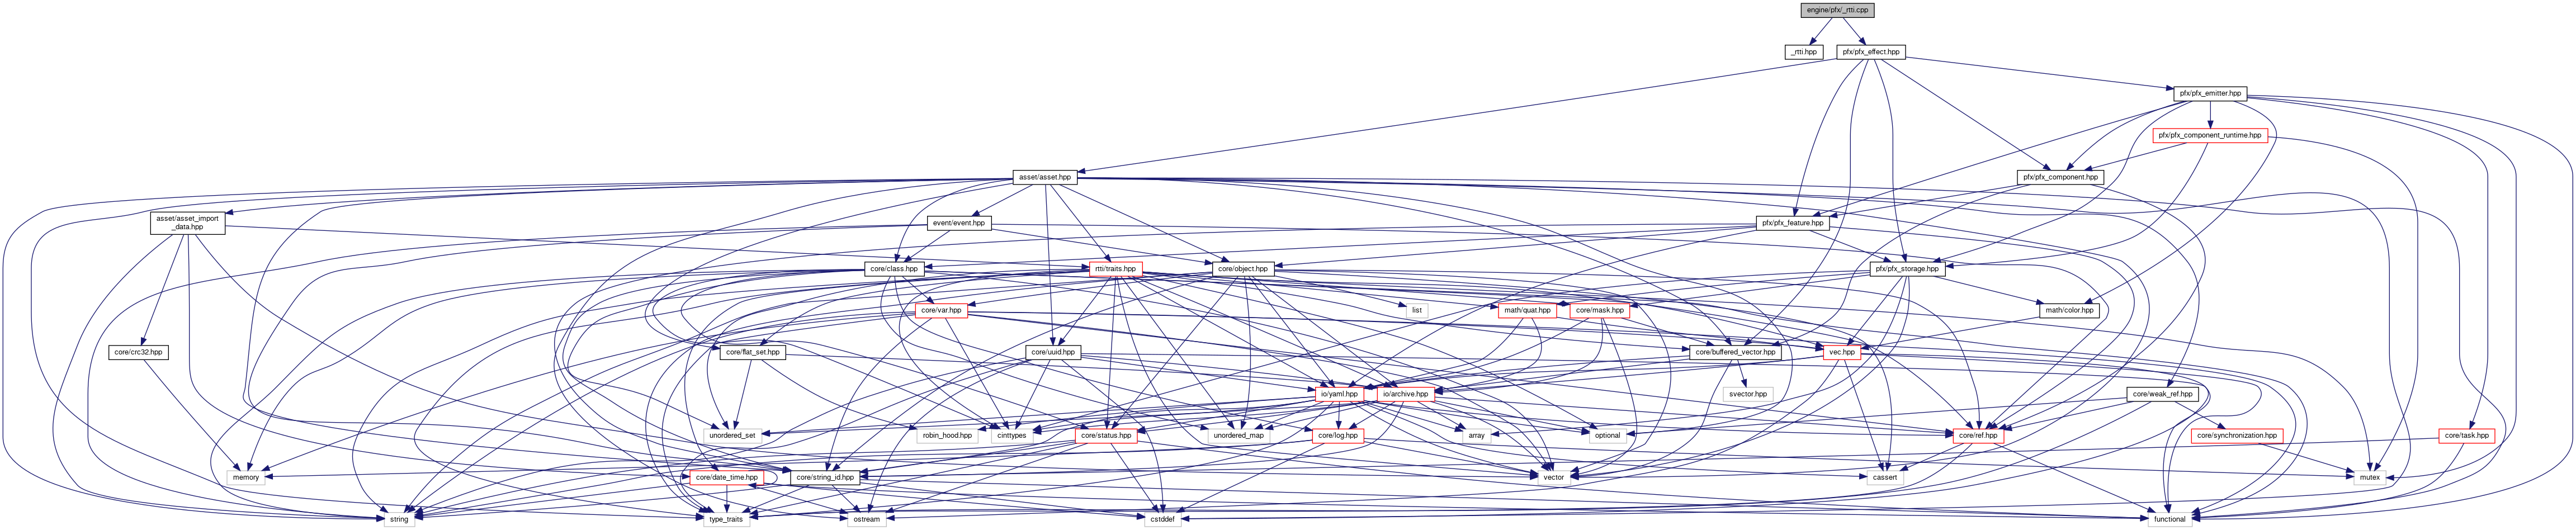 engine/pfx/_rtti.cpp
_rtti.hpp
pfx/pfx_effect.hpp
pfx/pfx_emitter.hpp
pfx/pfx_component_runtime.hpp
asset/asset.hpp
pfx/pfx_component.hpp
asset/asset_import
_data.hpp
event/event.hpp
pfx/pfx_feature.hpp
core/class.hpp
rtti/traits.hpp
core/object.hpp
pfx/pfx_storage.hpp
core/var.hpp
list
math/quat.hpp
core/mask.hpp
math/color.hpp
core/crc32.hpp
core/flat_set.hpp
core/uuid.hpp
core/buffered_vector.hpp
vec.hpp
io/yaml.hpp
io/archive.hpp
svector.hpp
core/weak_ref.hpp
unordered_set
robin_hood.hpp
cinttypes
core/status.hpp
unordered_map
core/log.hpp
array
optional
core/ref.hpp
core/synchronization.hpp
core/task.hpp
memory
core/date_time.hpp
core/string_id.hpp
vector
cassert
mutex
string
type_traits
ostream
cstddef
functional